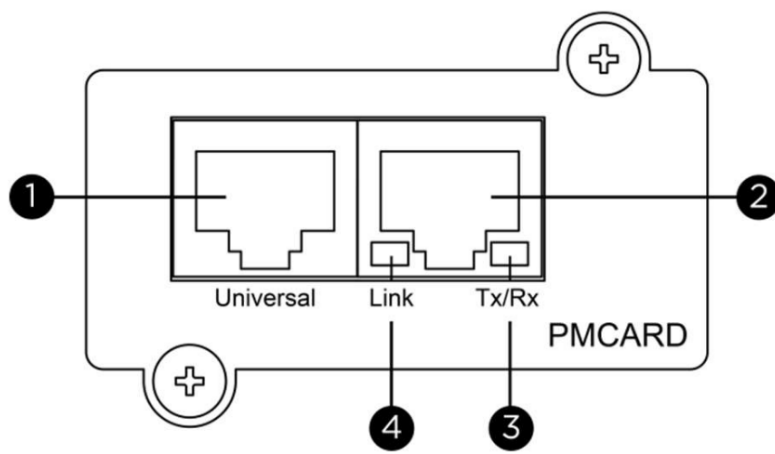 1
2
Universal
Link
Tx/Rx
PMCARD
4
3